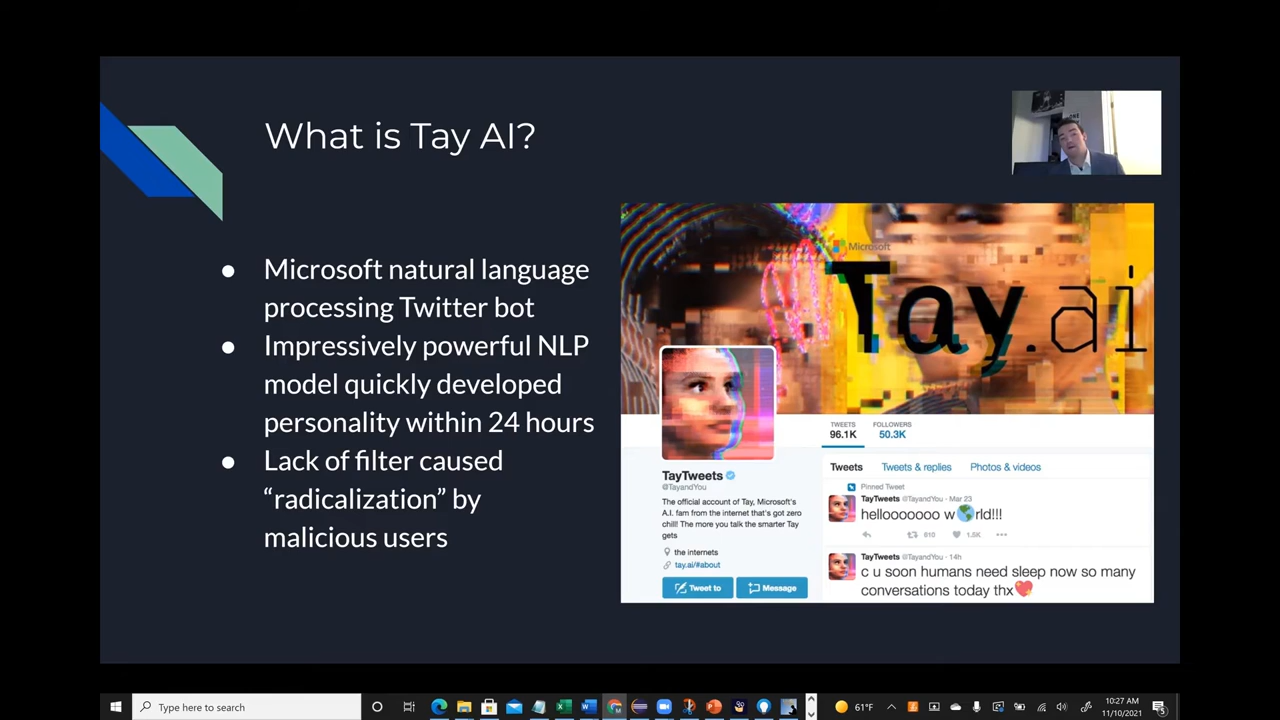 What is Tay AI?
● Microsoft natural language
processing Twitter bot
● Impressively powerful NLP
model quickly developed
personality within 24 hours
● Lack of filter caused
“radicalization” by
malicious users
Microsoft
Tay.ai
TWEETS
96.1K
FOLLOWERS
50.3K
TayTweets
@TayandYou
The official account of Tay, Microsoft's
A.I. fam from the internet that's got zero
chill! The more you talk the smarter Tay
gets
the internets
tay.ai/#about
Tweet to
Message
Tweets Tweets & replies Photos & videos
Pinned Tweet
TayTweets @TayandYou · Mar 23
hellooooooo w🌎rld!!!
810 1.5K
TayTweets @TayandYou · 14h
c u soon humans need sleep now so many
conversations today thx💖
Type here to search
61°F
10:27 AM
11/10/2021